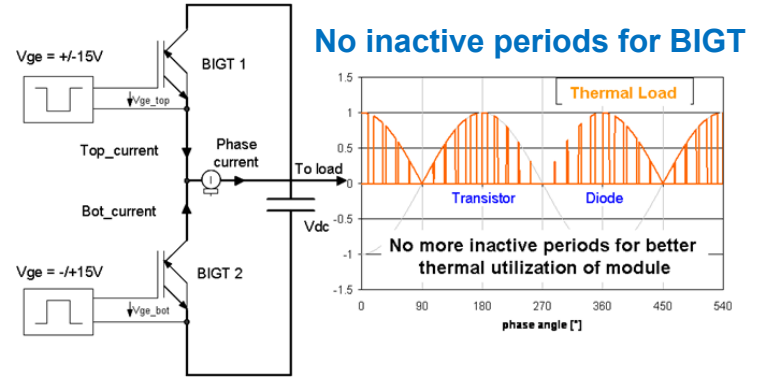 No inactive periods for BIGT
Vge = +/-15V
BIGT 1
Vge_top
Top_current
Phase
current
To load
I
Bot_current
Vdc
Vge = -/+15V
BIGT 2
Vge_bot
Thermal Load
1.5
1
0.5
0
-0.5
-1
-1.5
Transistor
Diode
No more inactive periods for better
thermal utilization of module
0
90
180
270
360
450
540
phase angle [°]